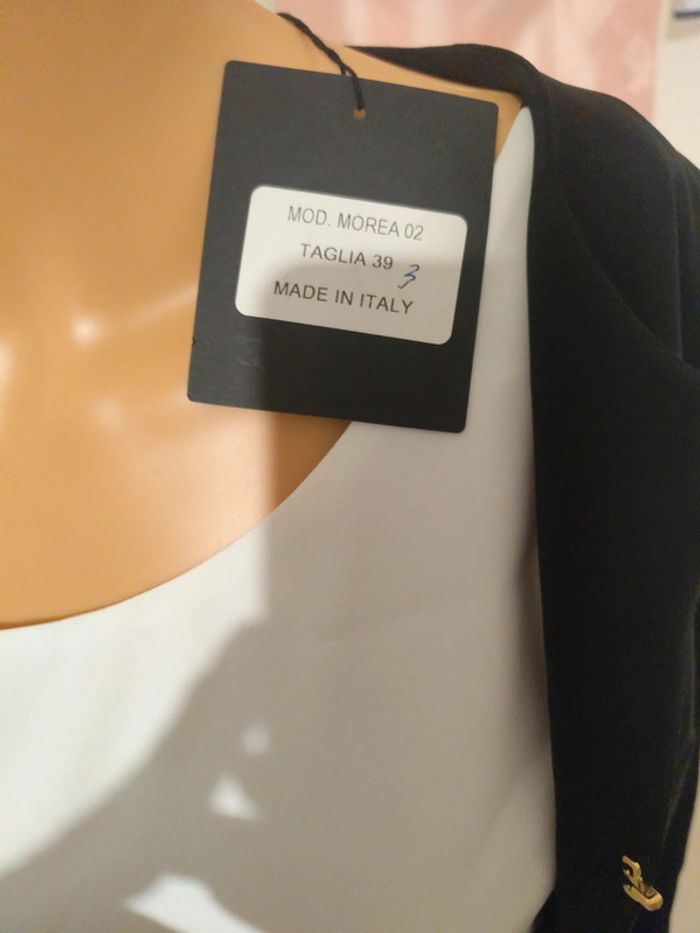 MOD. MOREA 02
TAGLIA 39
3
MADE IN ITALY